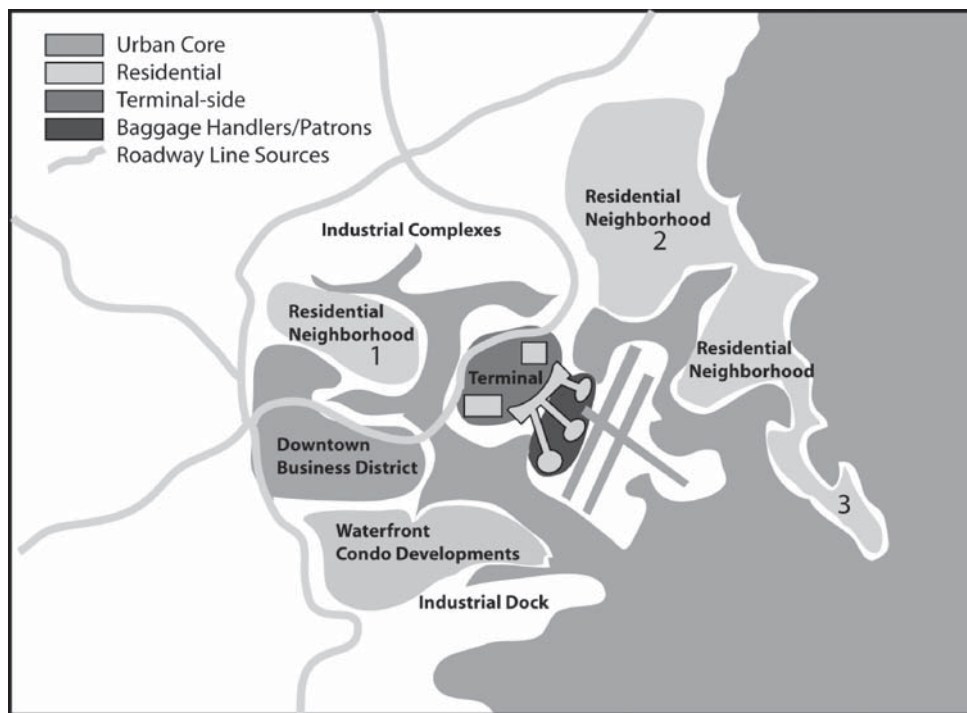 Urban Core
Residential
Terminal-side
Baggage Handlers/Patrons
Roadway Line Sources
Residential
Neighborhood
2
Industrial Complexes
Residential
Neighborhood
1
Residential
Neighborhood
Terminal
Downtown
Business District
3
Waterfront
Condo Developments
Industrial Dock